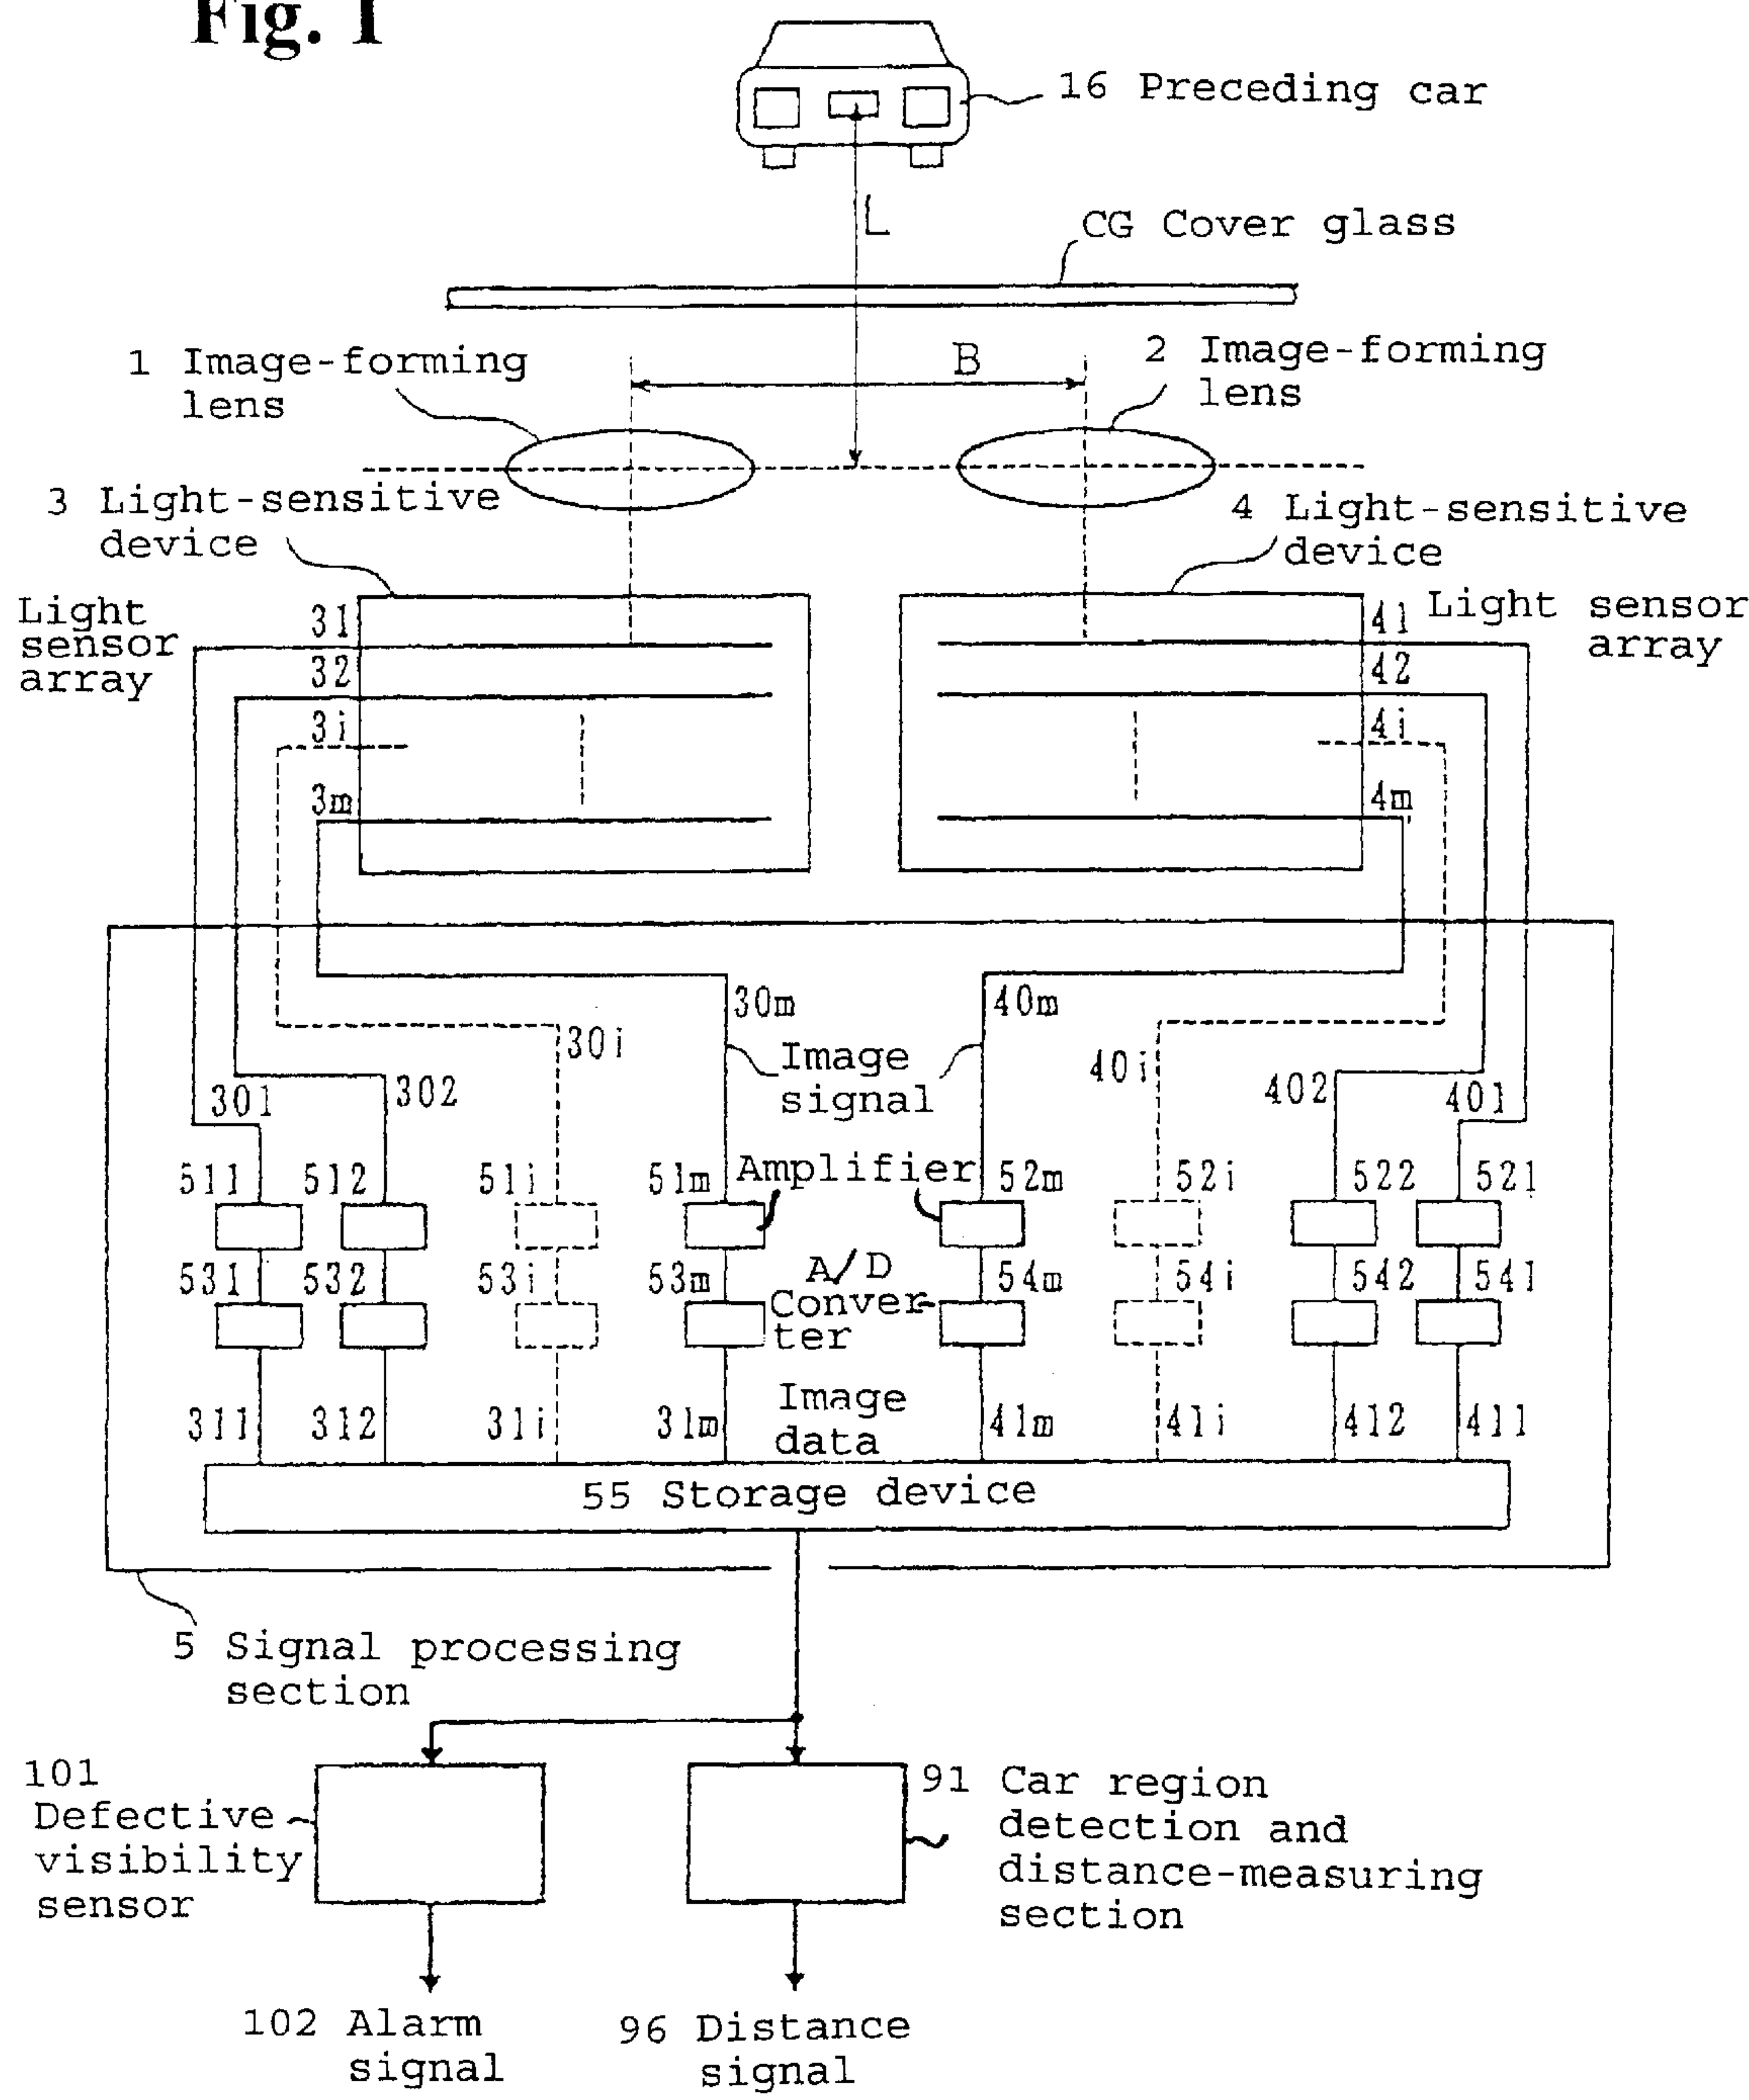 Fig. 1
16 Preceding car
L
CG Cover glass
1 Image-forming
lens
B
2 Image-forming
lens
3 Light-sensitive
device
4 Light-sensitive
device
Light
sensor
array
31
32
3i
3m
41
42
4i
4m
Light sensor
array
30m
40m
30i
Image
signal
40i
301
302
402
401
511
512
51i
51m
Amplifier
52m
52i
522
521
531
532
53i
53m
A/D
Conver-
ter
54m
54i
542
541
311
312
31i
31m
Image
data
41m
41i
412
411
55 Storage device
5 Signal processing
section
101
Defective
visibility
sensor
91 Car region
detection and
distance-measuring
section
102 Alarm
signal
96 Distance
signal